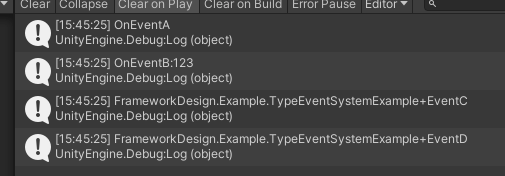 Clear Collapse Clear on Play Clear on Build Error Pause Editor
[15:45:25] OnEventA
UnityEngine.Debug:Log (object)
[15:45:25] OnEventB:123
UnityEngine.Debug:Log (object)
[15:45:25] FrameworkDesign.Example.TypeEventSystemExample+EventC
UnityEngine.Debug:Log (object)
[15:45:25] FrameworkDesign.Example.TypeEventSystemExample+EventD
UnityEngine.Debug:Log (object)